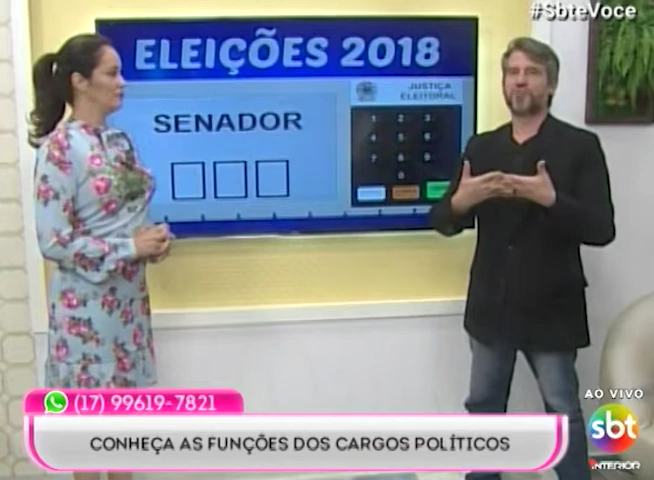 #SbteVoce
ELEIÇÕES 2018
JUSTIÇA
ELEITORAL
SENADOR
1 2 3
4 5 6
7 8 9
0
(17) 99619-7821
CONHEÇA AS FUNÇÕES DOS CARGOS POLÍTICOS
AO VIVO
sbt
INTERIOR